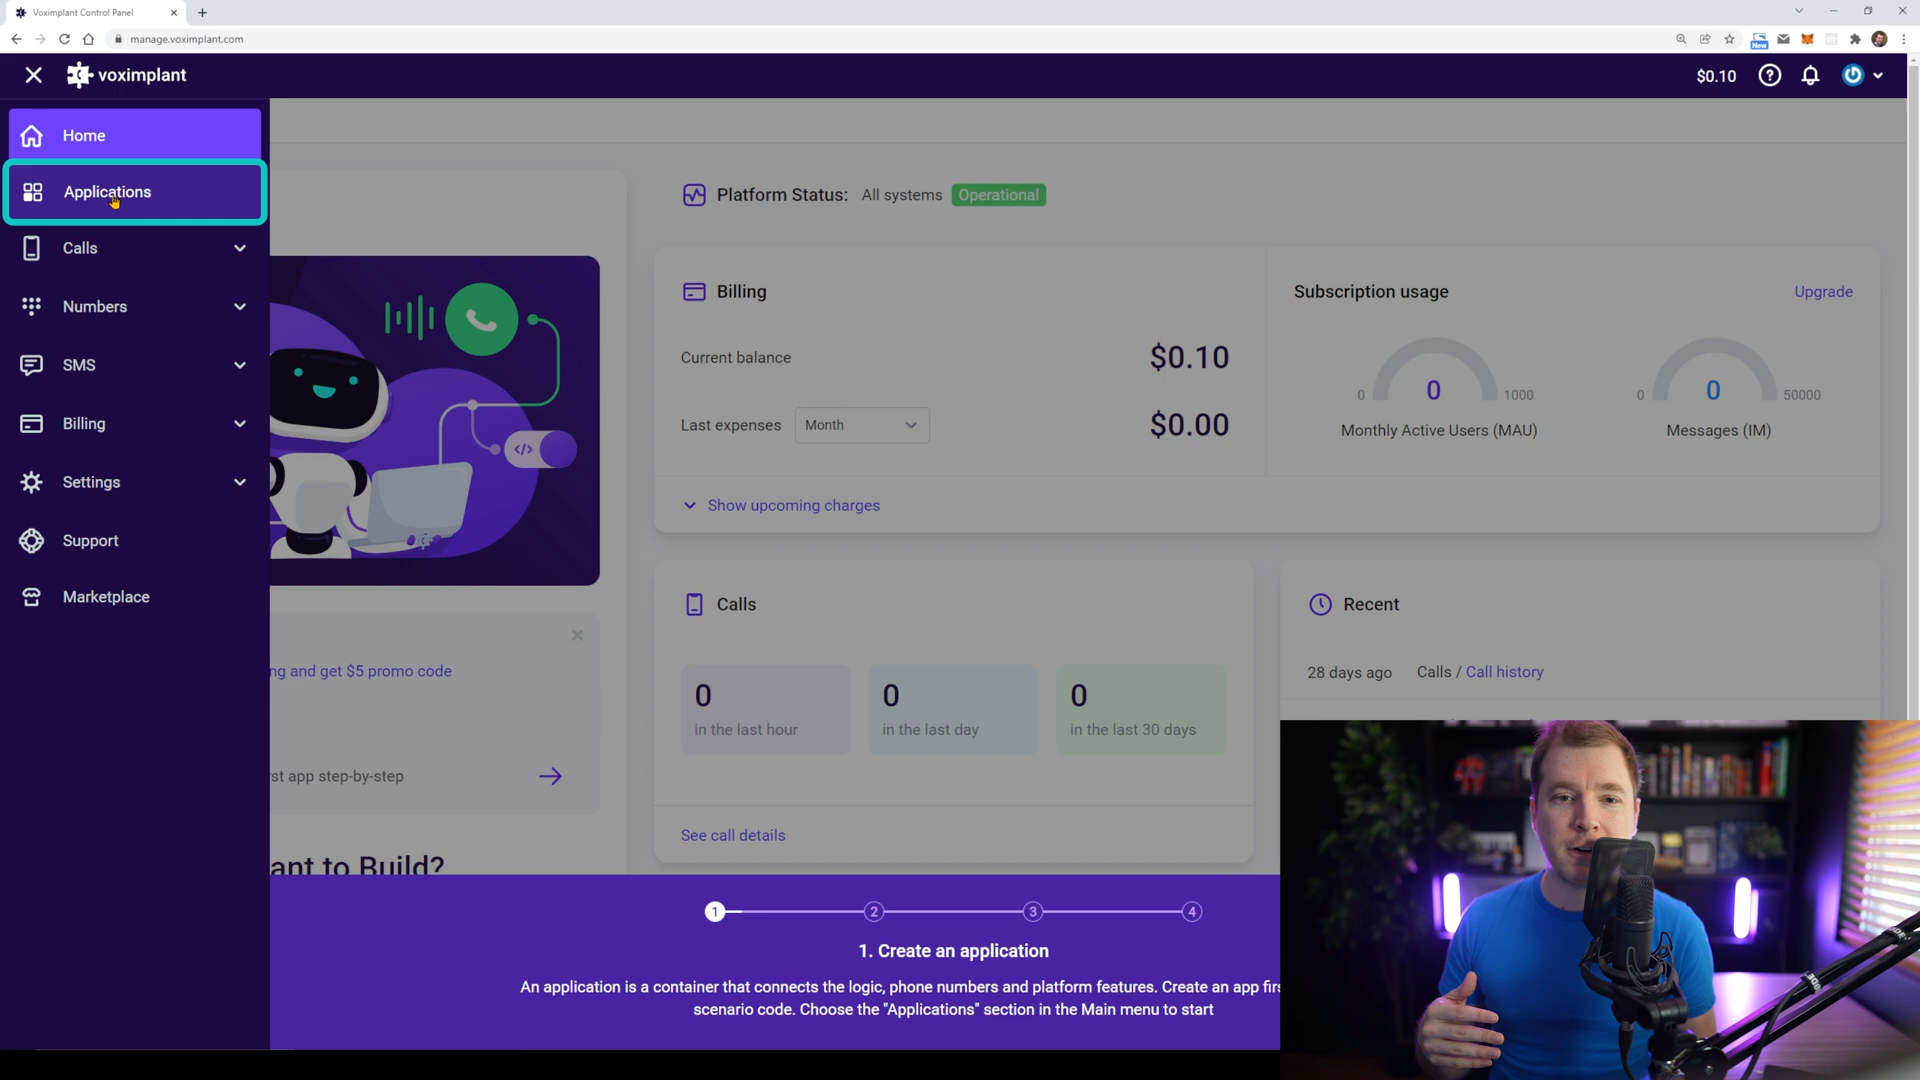 Voximplant Control Panel
manage.voximplant.com
New
voximplant
$0.10
Home
Applications
Calls
Numbers
SMS
Billing
Settings
Support
Marketplace
Platform Status: All systems Operational
Billing
Current balance
$0.10
Last expenses
Month
$0.00
Show upcoming charges
Subscription usage
Upgrade
0
0
1000
Monthly Active Users (MAU)
0
0
50000
Messages (IM)
</>
ng and get $5 promo code
st app step-by-step
ant to Build?
Calls
0
in the last hour
0
in the last day
0
in the last 30 days
See call details
Recent
28 days ago
Calls / Call history
1
2
3
4
1. Create an application
An application is a container that connects the logic, phone numbers and platform features. Create an app firs
scenario code. Choose the "Applications" section in the Main menu to start